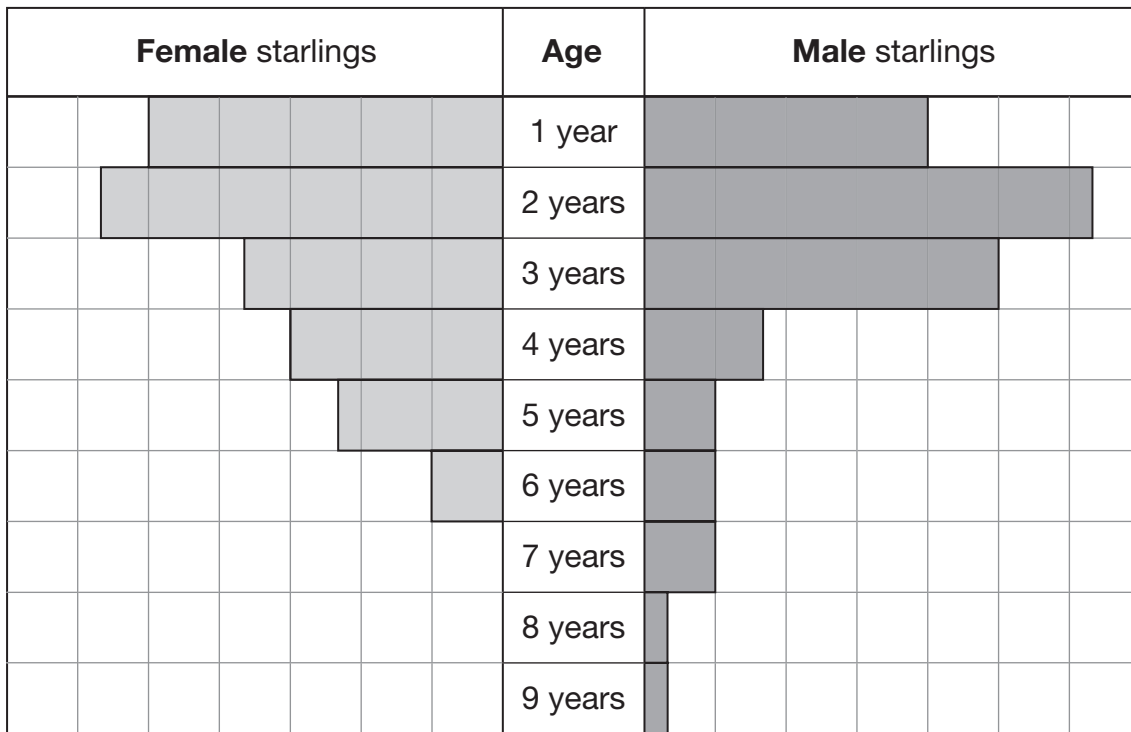 Female starlings Age Male starlings
1 year
2 years
3 years
4 years
5 years
6 years
7 years
8 years
9 years